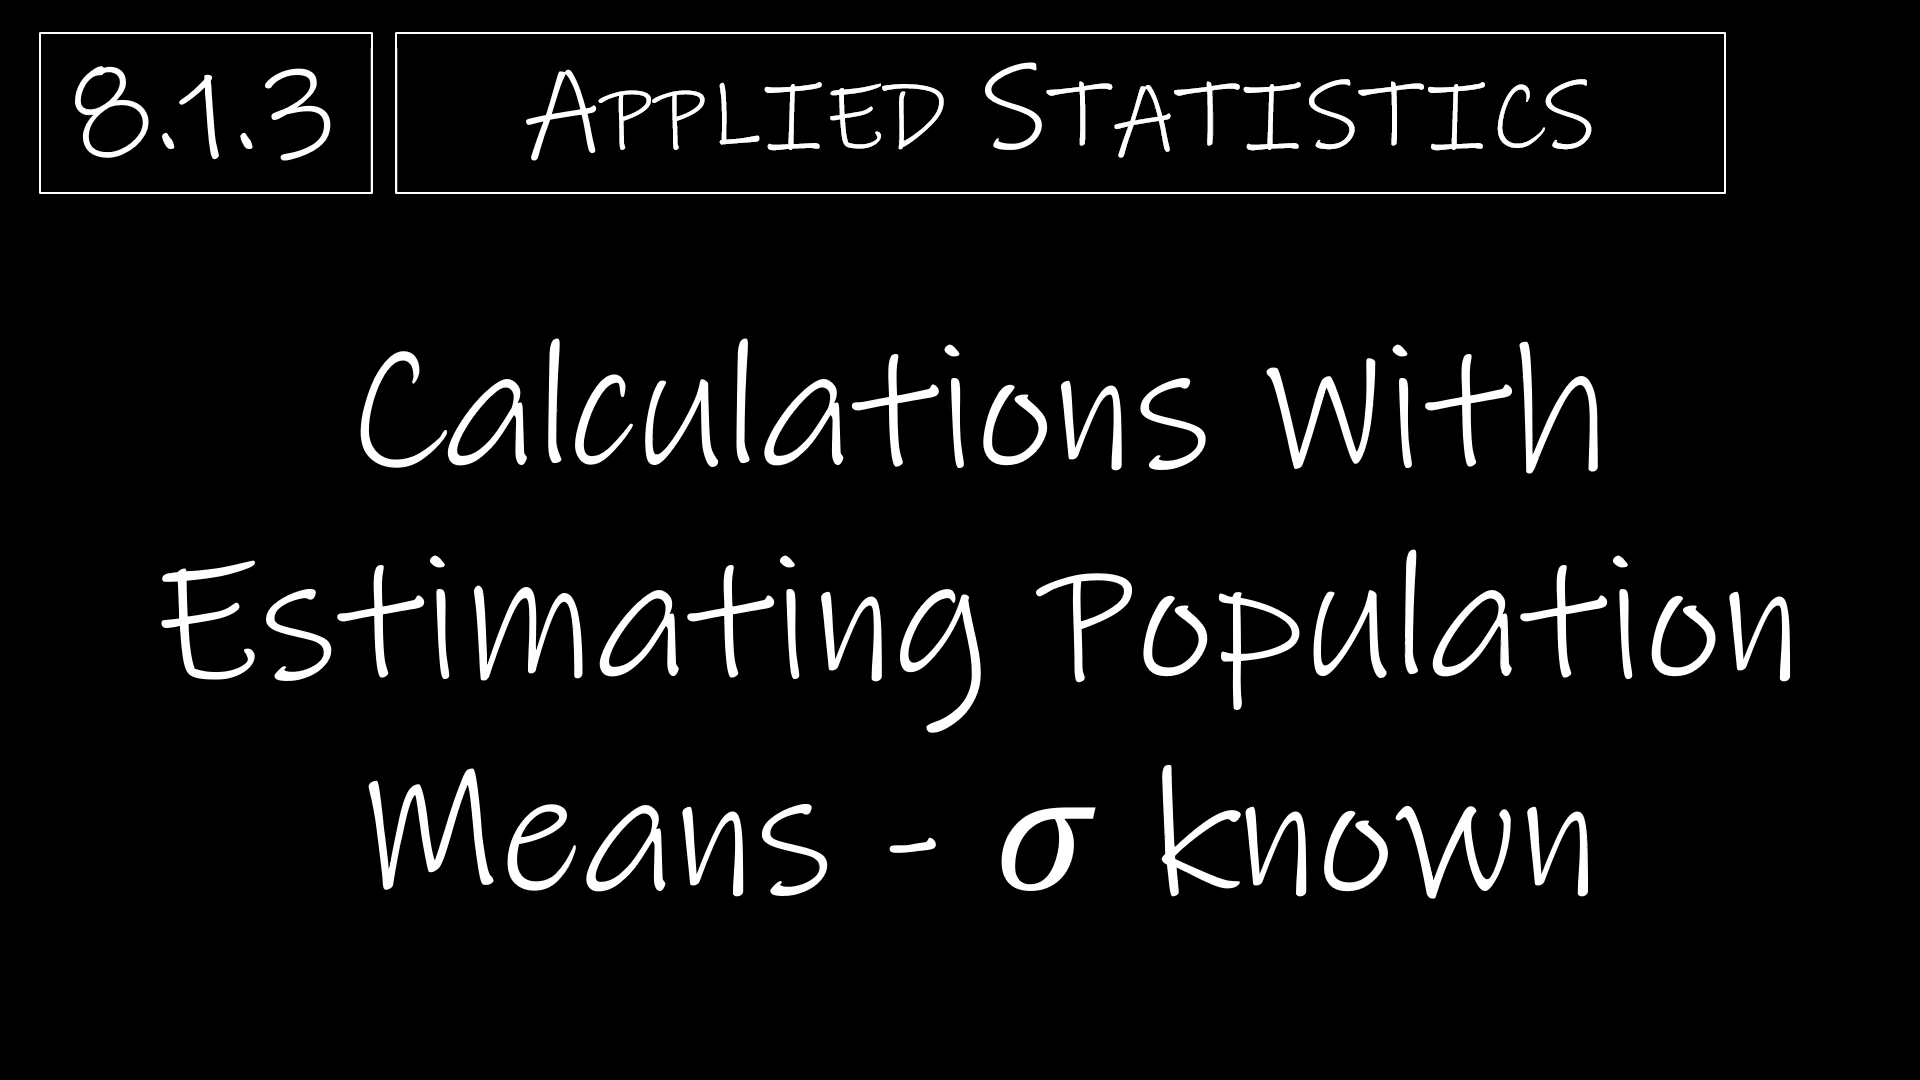 8.1.3
Applied Statistics
Calculations with
Estimating Population
Means - σ known